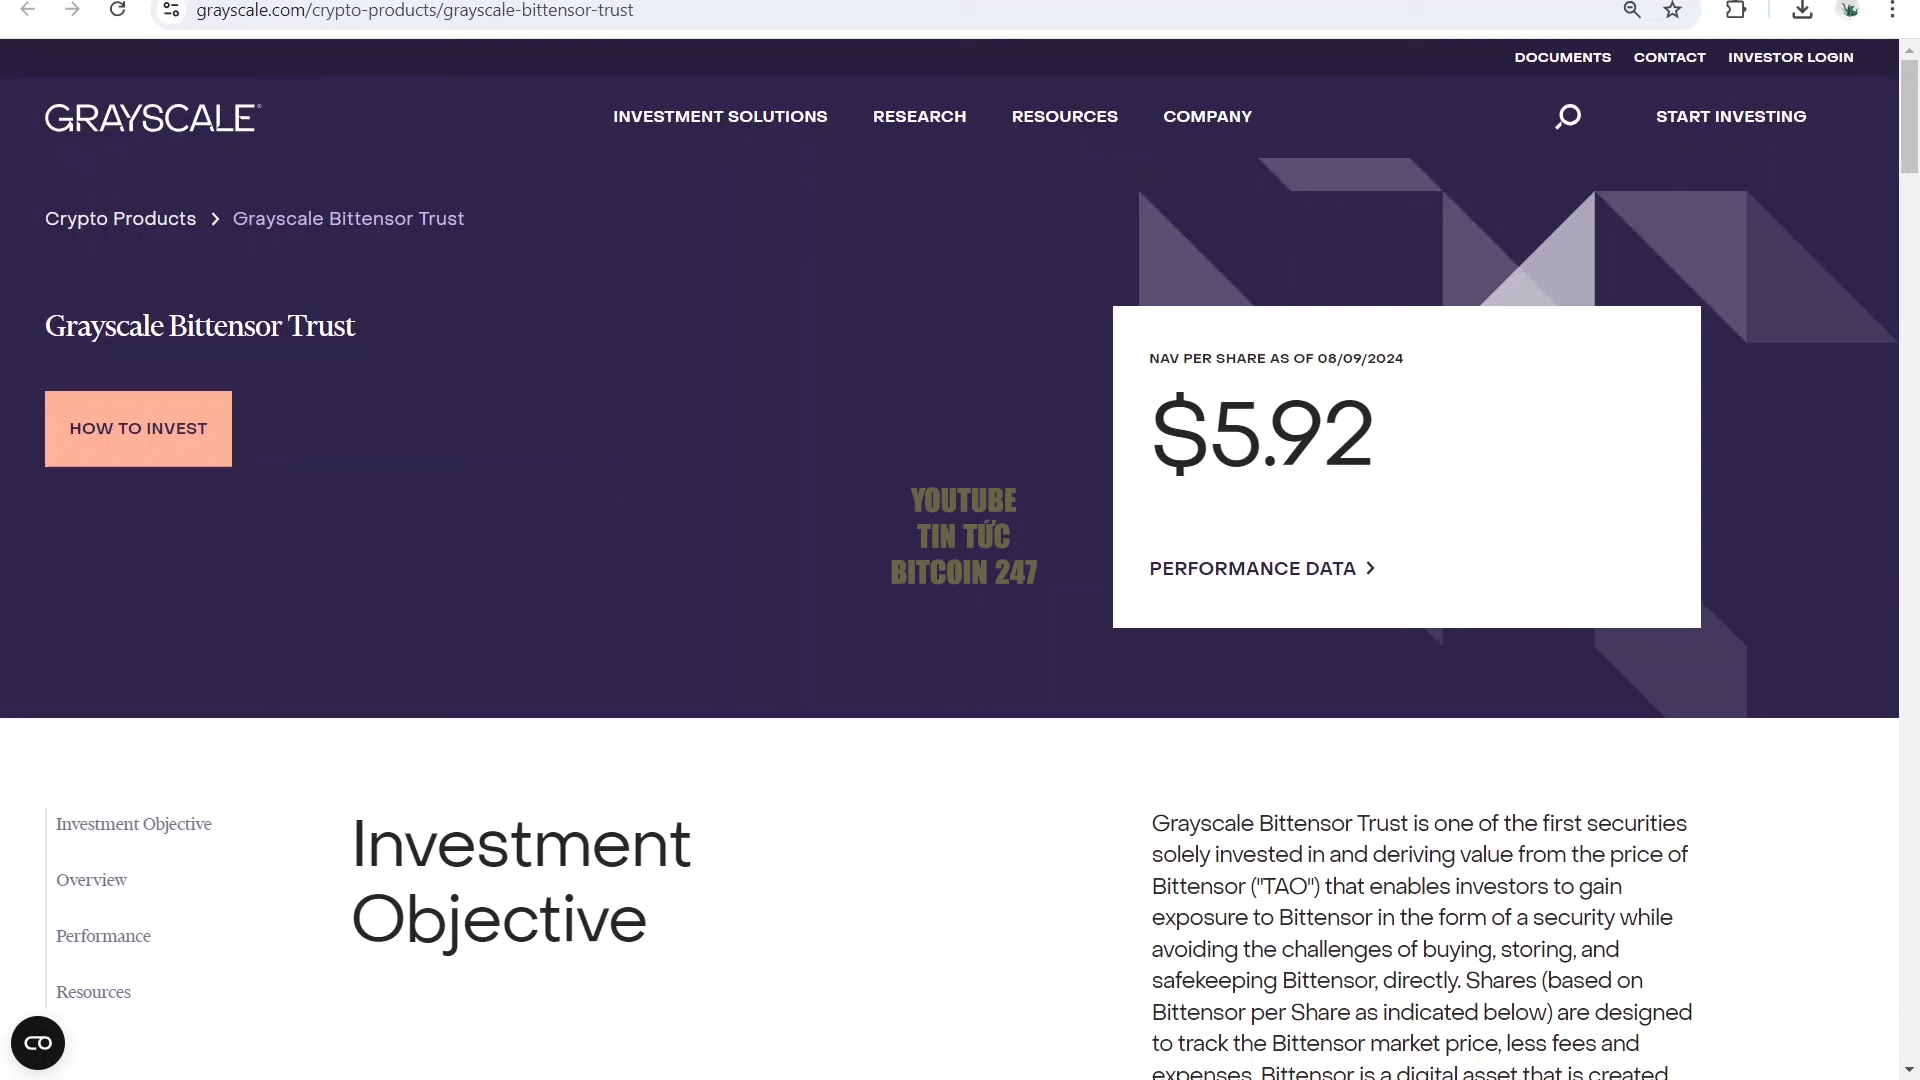 grayscale.com/crypto-products/grayscale-bittensor-trust
DOCUMENTS CONTACT INVESTOR LOGIN
GRAYSCALE
INVESTMENT SOLUTIONS RESEARCH RESOURCES COMPANY START INVESTING
Crypto Products > Grayscale Bittensor Trust
Grayscale Bittensor Trust
HOW TO INVEST
NAV PER SHARE AS OF 08/09/2024
$5.92
PERFORMANCE DATA >
YOUTUBE
TIN TỨC
BITCOIN 247
Investment Objective
Overview
Performance
Resources
Investment
Objective
Grayscale Bittensor Trust is one of the first securities
solely invested in and deriving value from the price of
Bittensor ("TAO") that enables investors to gain
exposure to Bittensor in the form of a security while
avoiding the challenges of buying, storing, and
safekeeping Bittensor, directly. Shares (based on
Bittensor per Share as indicated below) are designed
to track the Bittensor market price, less fees and
expenses. Bittensor is a digital asset that is created